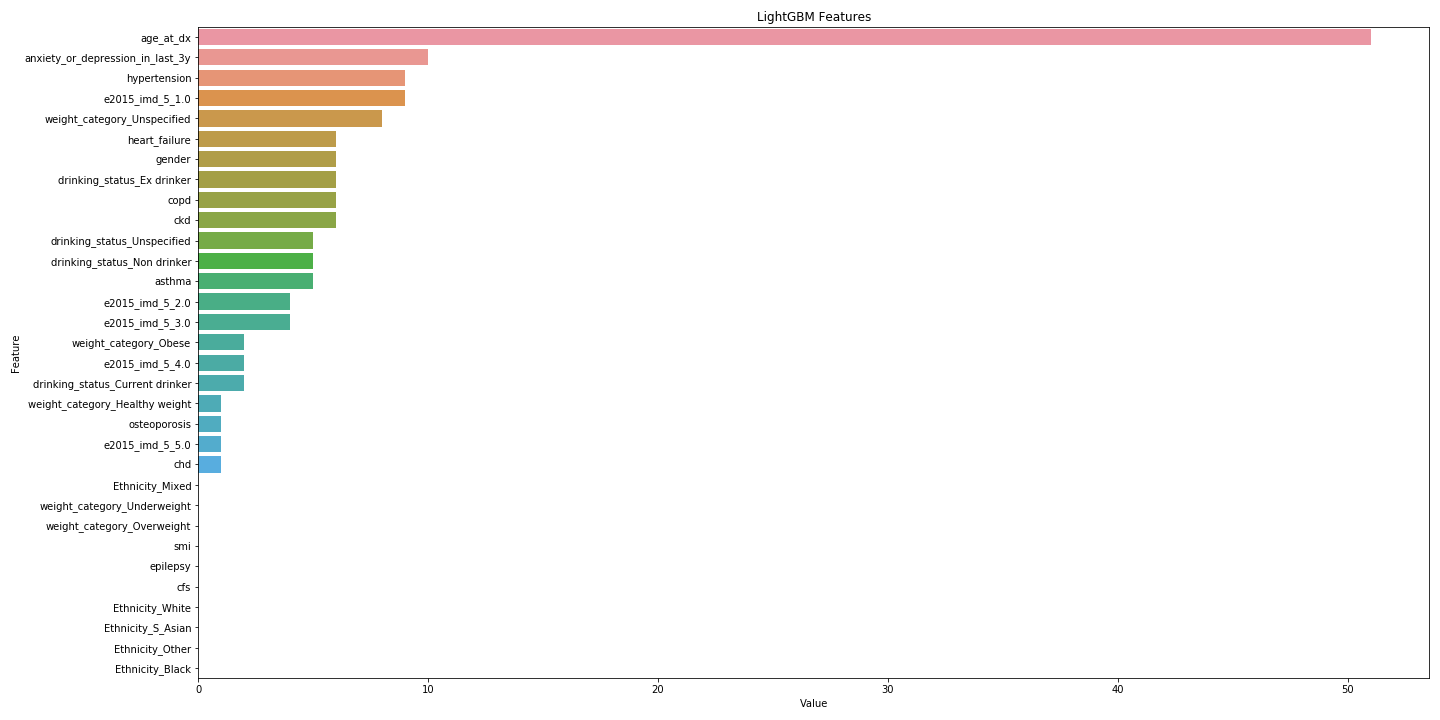 LightGBM Features
age_at_dx
anxiety_or_depression_in_last_3y
hypertension
e2015_imd_5_1.0
weight_category_Unspecified
heart_failure
gender
drinking_status_Ex drinker
copd
ckd
drinking_status_Unspecified
drinking_status_Non drinker
asthma
e2015_imd_5_2.0
e2015_imd_5_3.0
weight_category_Obese
e2015_imd_5_4.0
drinking_status_Current drinker
weight_category_Healthy weight
osteoporosis
e2015_imd_5_5.0
chd
Ethnicity_Mixed
weight_category_Underweight
weight_category_Overweight
smi
epilepsy
cfs
Ethnicity_White
Ethnicity_S_Asian
Ethnicity_Other
Ethnicity_Black
Feature
0 10 20 30 40 50
Value